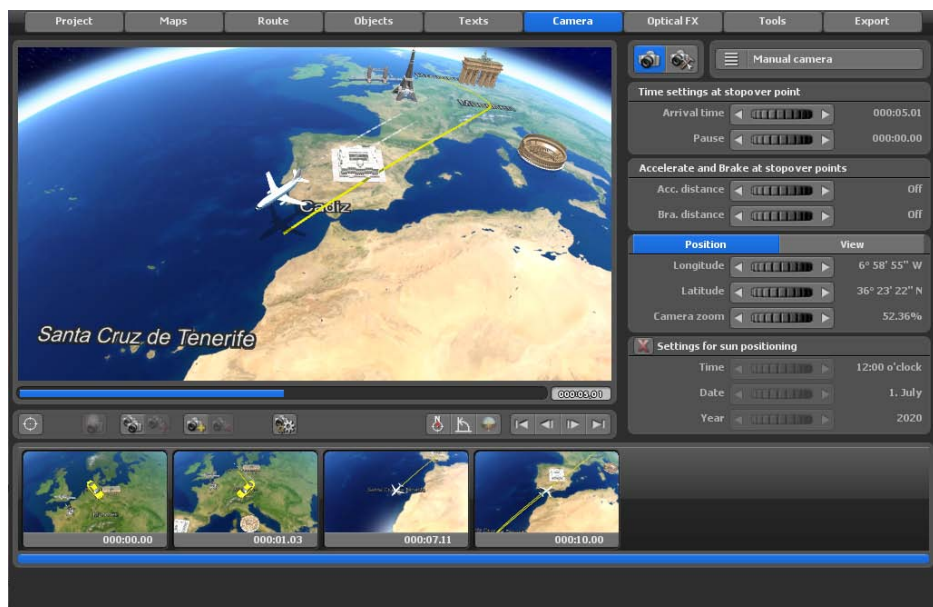 Project Maps Route Objects Texts Camera Optical FX Tools Export
Manual camera
Time settings at stopover point
Arrival time 000:05.01
Pause 000:00.00
Accelerate and Brake at stopover points
Acc. distance Off
Bra. distance Off
Position View
Longitude 6° 58' 55" W
Latitude 36° 23' 22" N
Camera zoom 52.36%
Settings for sun positioning
Time 12:00 o'clock
Date 1. July
Year 2020
Cadiz
Santa Cruz de Tenerife
000:05.01
N
000:00.00 000:01.03 000:07.11 000:10.00